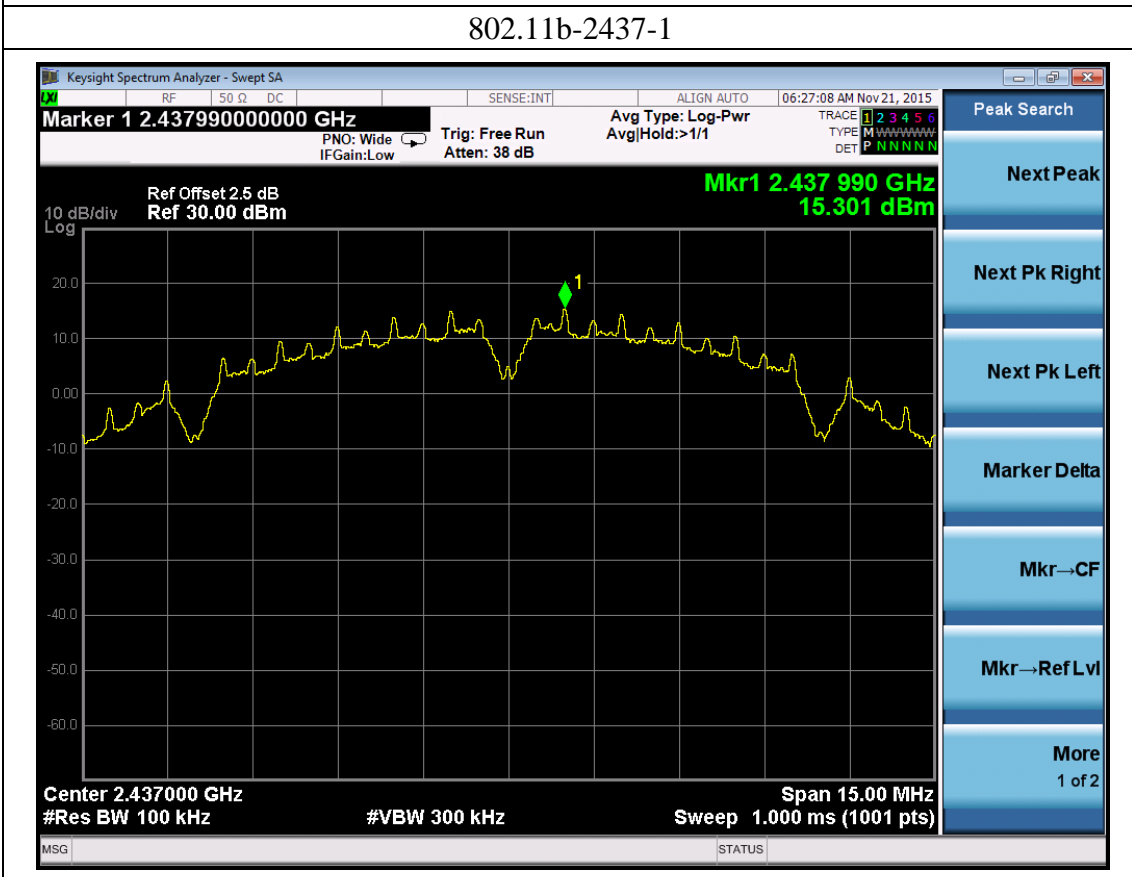 802.11b-2437-1
Keysight Spectrum Analyzer - Swept SA
LXI RF 50 Ω DC SENSE:INT ALIGN AUTO 06:27:08 AM Nov 21, 2015
Marker 1 2.437990000000 GHz
PNO: Wide
IFGain:Low
Trig: Free Run
Atten: 38 dB
Avg Type: Log-Pwr
Avg|Hold:>1/1
TRACE 1 2 3 4 5 6
TYPE M WWWWW
DET P N N N N N
Mkr1 2.437 990 GHz
15.301 dBm
Ref Offset 2.5 dB
10 dB/div Ref 30.00 dBm
Log
1
20.0
10.0
0.00
-10.0
-20.0
-30.0
-40.0
-50.0
-60.0
Center 2.437000 GHz Span 15.00 MHz
#Res BW 100 kHz #VBW 300 kHz Sweep 1.000 ms (1001 pts)
MSG STATUS
Peak Search
Next Peak
Next Pk Right
Next Pk Left
Marker Delta
Mkr→CF
Mkr→Ref Lvl
More
1 of 2